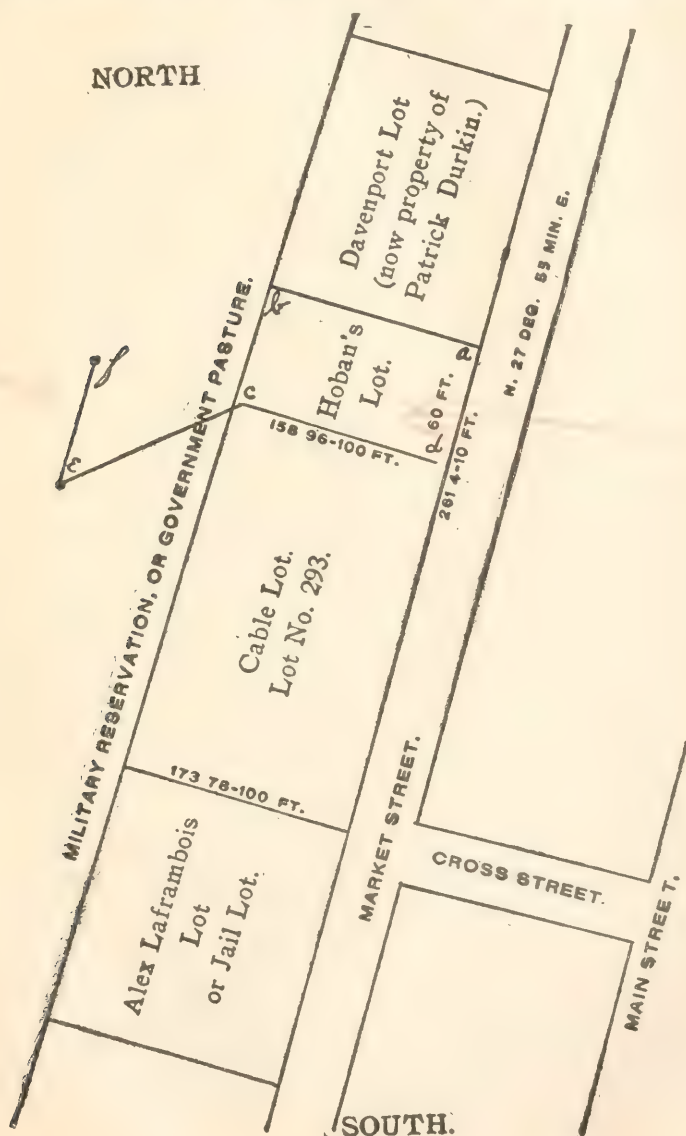 NORTH
Davenport Lot
(now property of
Patrick Durkin.)
N. 27 DEG. 55 MIN. E.
MILITARY RESERVATION, OR GOVERNMENT PASTURE.
b
Hoban's
Lot.
a
60 FT.
c
158 96-100 FT.
261 4-10 FT.
Cable Lot.
Lot No. 293.
173 78-100 FT.
MARKET STREET.
CROSS STREET.
Alex Laframbois
Lot
or Jail Lot.
MAIN STREET.
SOUTH.